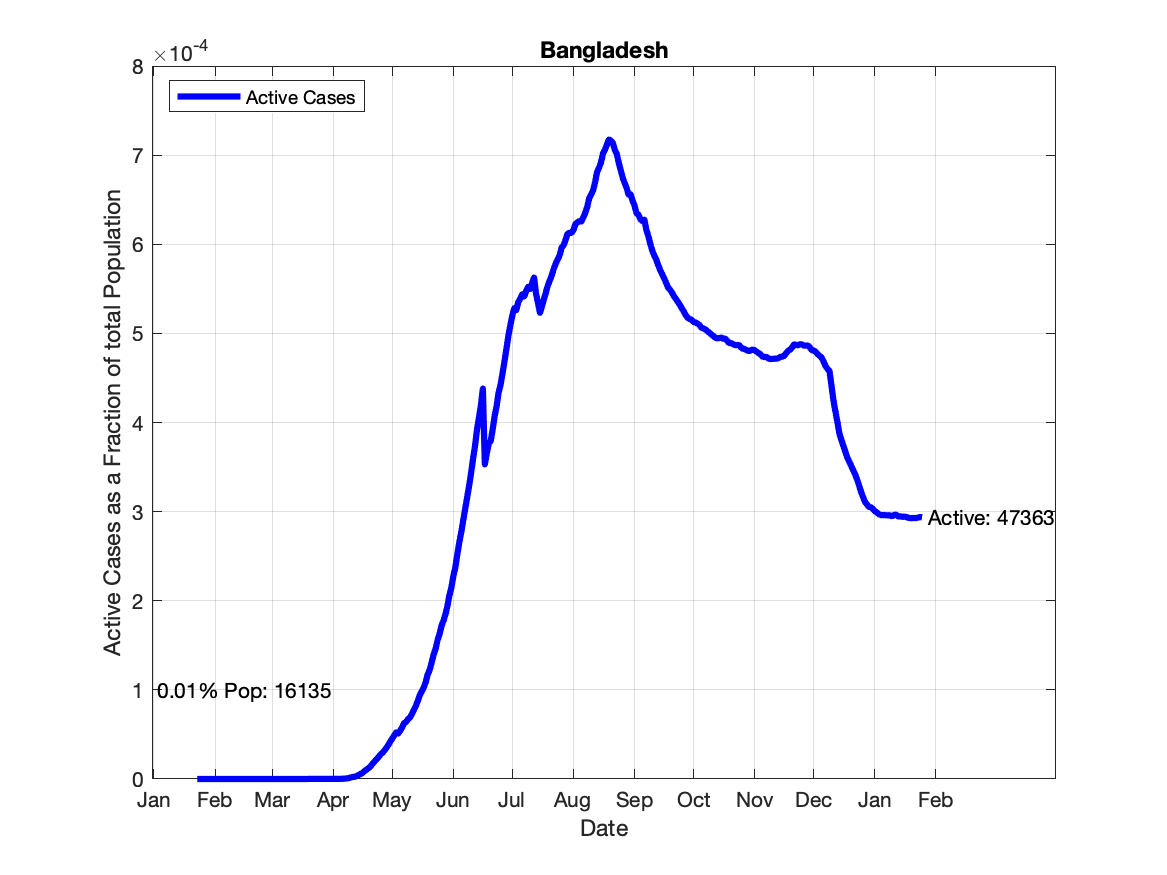 ×10-4
Bangladesh
Active Cases
8
7
6
5
4
3
2
1
0
Active Cases as a Fraction of total Population
0.01% Pop: 16135
Active: 47363
Jan Feb Mar Apr May Jun Jul Aug Sep Oct Nov Dec Jan Feb
Date